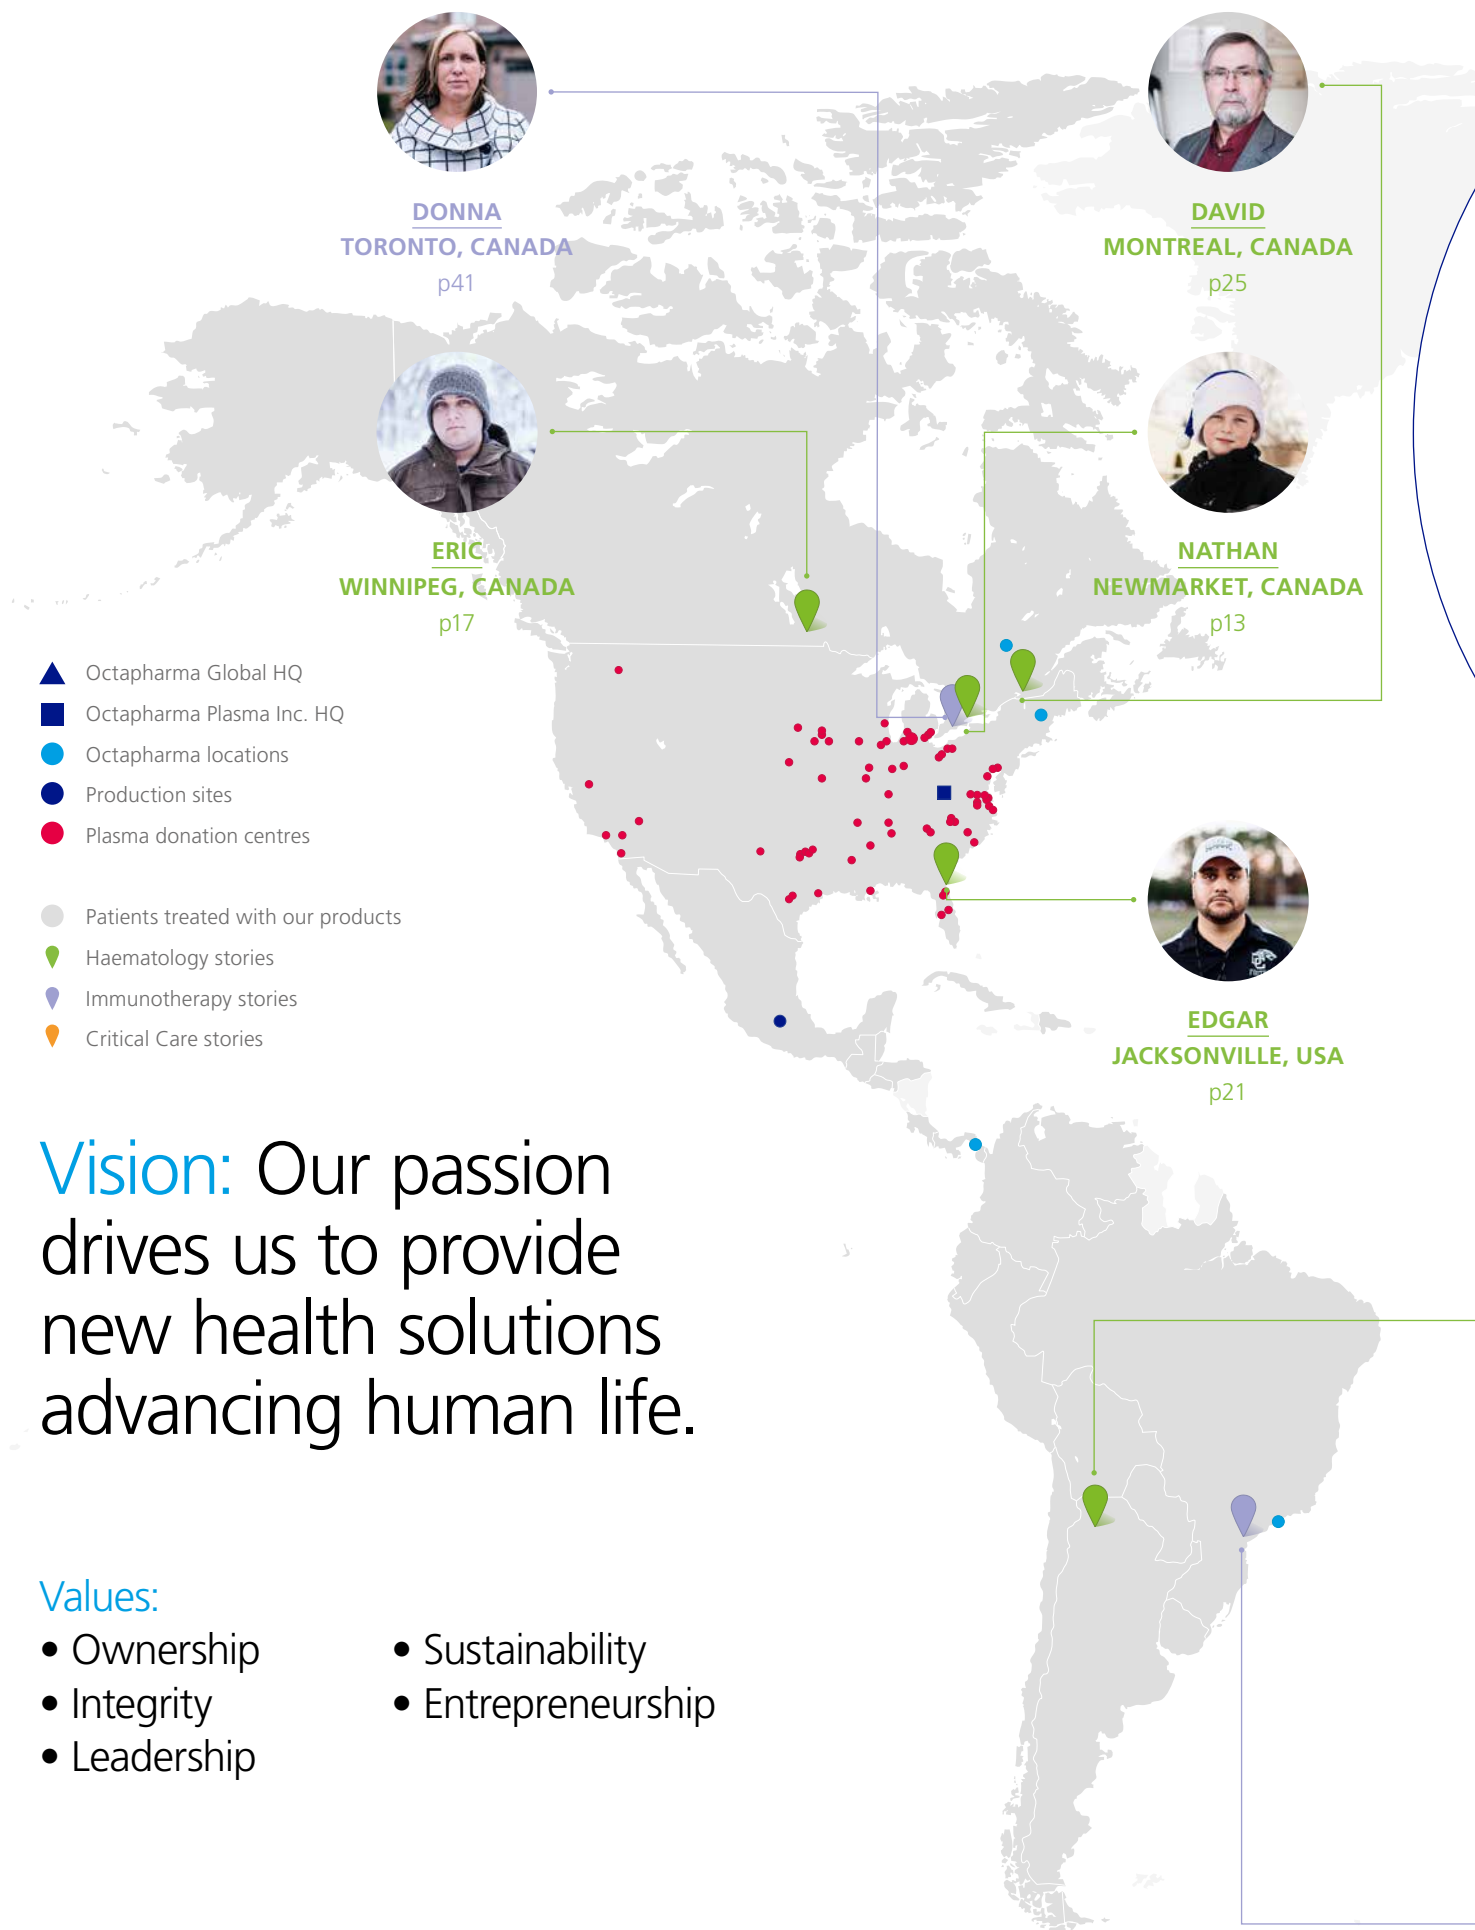 DONNA
TORONTO, CANADA
p41
DAVID
MONTREAL, CANADA
p25
ERIC
WINNIPEG, CANADA
p17
NATHAN
NEWMARKET, CANADA
p13
Octapharma Global HQ
Octapharma Plasma Inc. HQ
Octapharma locations
Production sites
Plasma donation centres
Patients treated with our products
Haematology stories
Immunotherapy stories
Critical Care stories
EDGAR
JACKSONVILLE, USA
p21
Vision: Our passion
drives us to provide
new health solutions
advancing human life.
Values:
• Ownership
• Integrity
• Leadership
• Sustainability
• Entrepreneurship